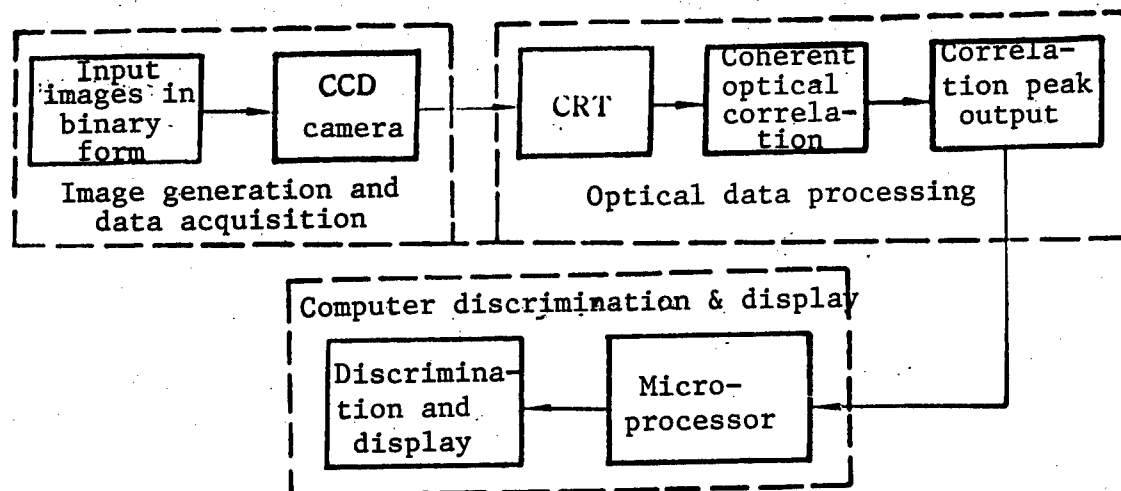 Input
images in
binary
form
CCD
camera
Image generation and
data acquisition
CRT
Coherent
optical
correla-
tion
Correla-
tion peak
output
Optical data processing
Computer discrimination & display
Discrimina-
tion and
display
Micro-
processor